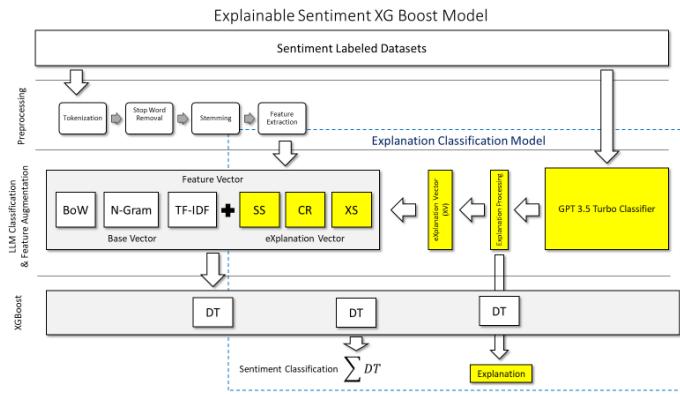 Explainable Sentiment XG Boost Model
Sentiment Labeled Datasets
Preprocessing
Tokenization
Stop Word
Removal
Stemming
Feature
Extraction
Explanation Classification Model
LLM Classification
& Feature Augmentation
Feature Vector
BoW
N-Gram
TF-IDF
+
SS
CR
XS
Base Vector
eXplanation Vector
eXplanation Vector
(XV)
Explanation Processing
GPT 3.5 Turbo Classifier
XGBoost
DT
DT
DT
Sentiment Classification ∑ DT
Explanation